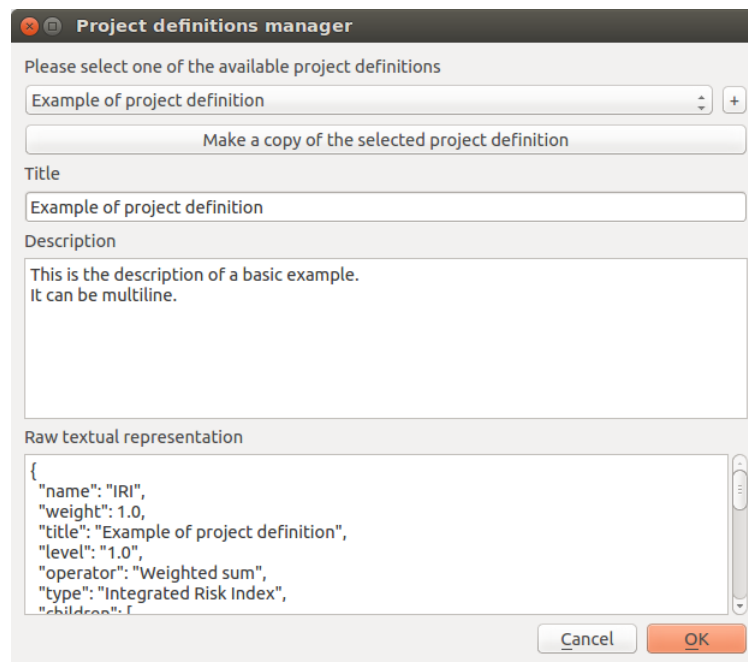 Project definitions manager
Please select one of the available project definitions
Example of project definition
+
Make a copy of the selected project definition
Title
Example of project definition
Description
This is the description of a basic example.
It can be multiline.
Raw textual representation
{
"name": "IRI",
"weight": 1.0,
"title": "Example of project definition",
"level": "1.0",
"operator": "Weighted sum",
"type": "Integrated Risk Index",
"children": [
Cancel
OK